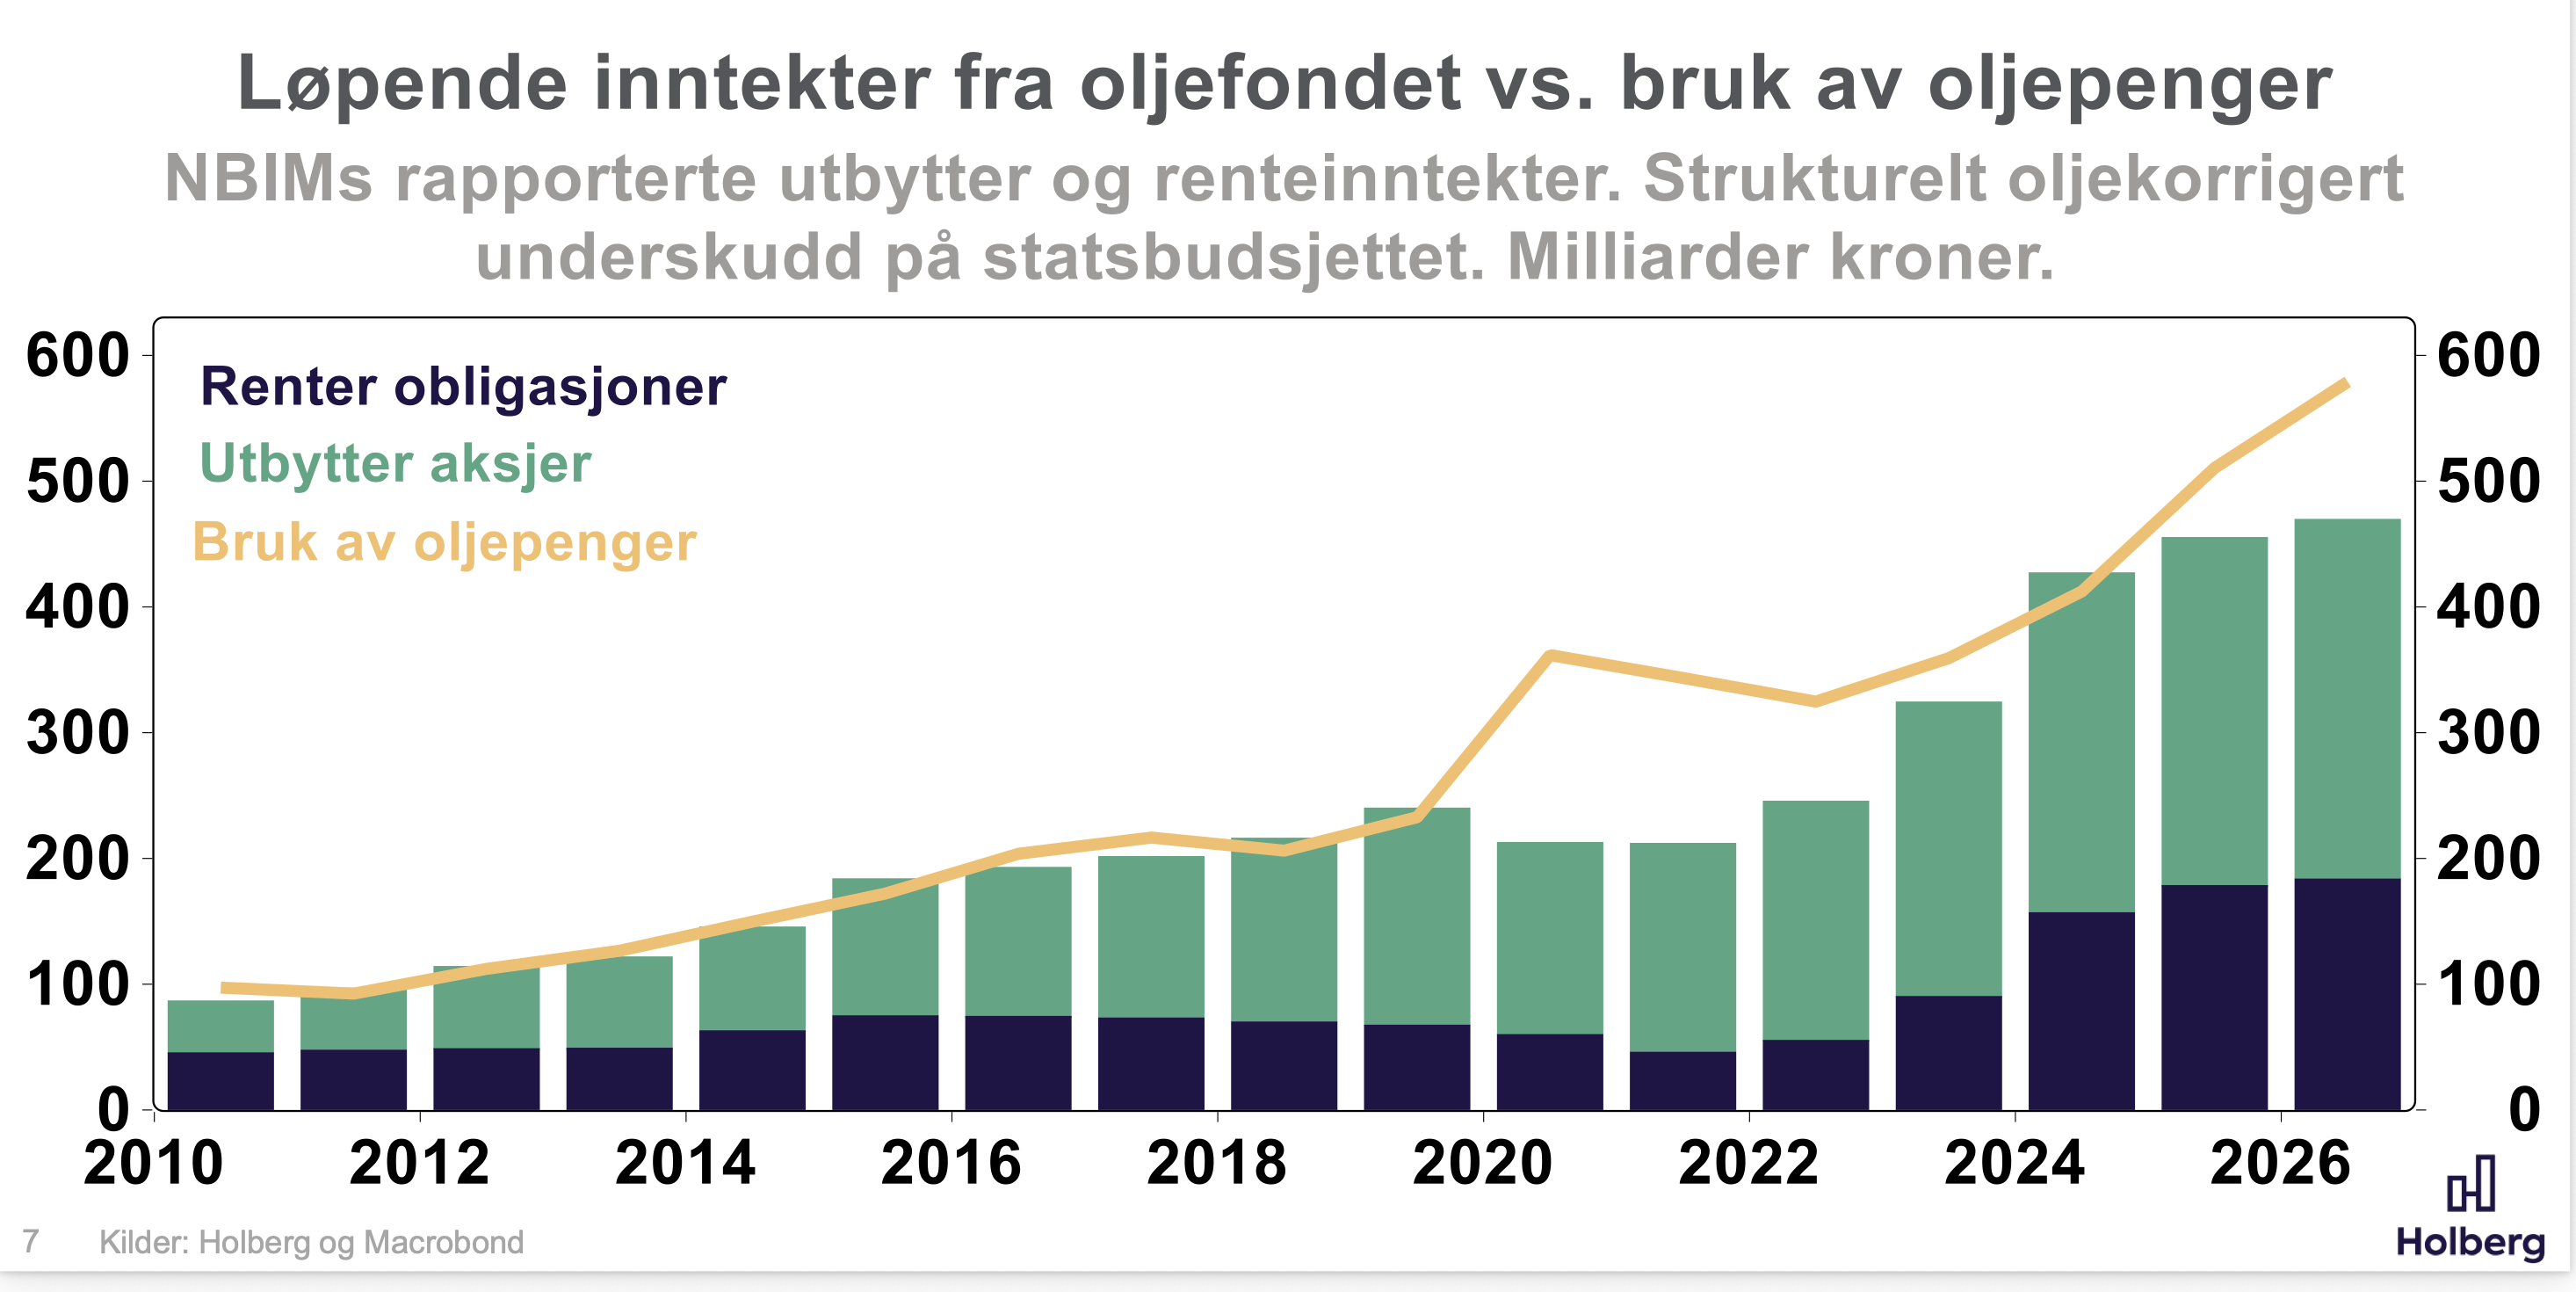 Løpende inntekter fra oljefondet vs. bruk av oljepenger
NBIMs rapporterte utbytter og renteinntekter. Strukturelt oljekorrigert
underskudd på statsbudsjettet. Milliarder kroner.
Renter obligasjoner
Utbytter aksjer
Bruk av oljepenger
600
500
400
300
200
100
0
600
500
400
300
200
100
0
2010 2012 2014 2016 2018 2020 2022 2024 2026
7 Kilder: Holberg og Macrobond
Holberg